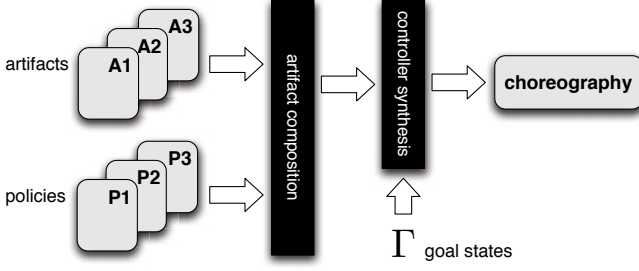 artifacts
A1
A2
A3
policies
P1
P2
P3
artifact composition
controller synthesis
Γ goal states
choreography